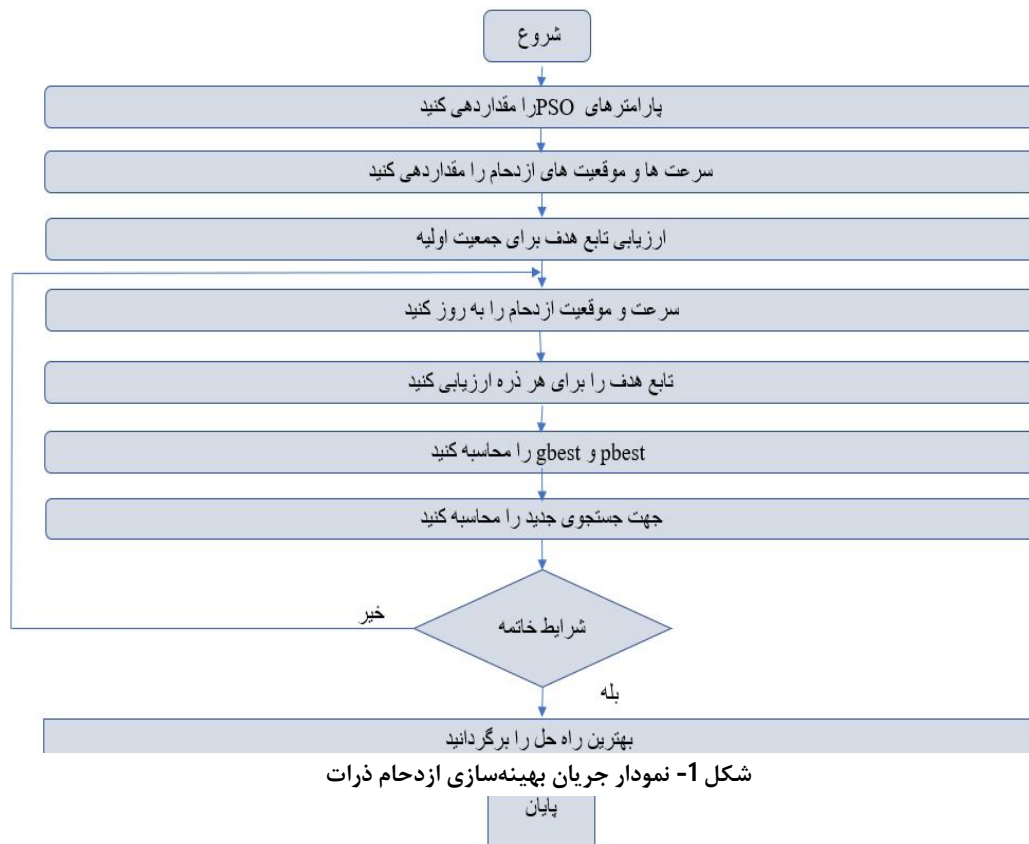 شروع
پارامترهای PSOرا مقداردهی کنید
سرعت ها و موقعیت های ازدحام را مقداردهی کنید
ارزیابی تابع هدف برای جمعیت اولیه
سرعت و موقعیت ازدحام را به روز کنید
تابع هدف را برای هر ذره ارزیابی کنید
pbest و gbest را محاسبه کنید
جهت جستجوی جدید را محاسبه کنید
خیر
شرایط خاتمه
بله
بهترین راه حل را برگردانید
شکل 1- نمودار جریان بهینه‌سازی ازدحام ذرات
پایان